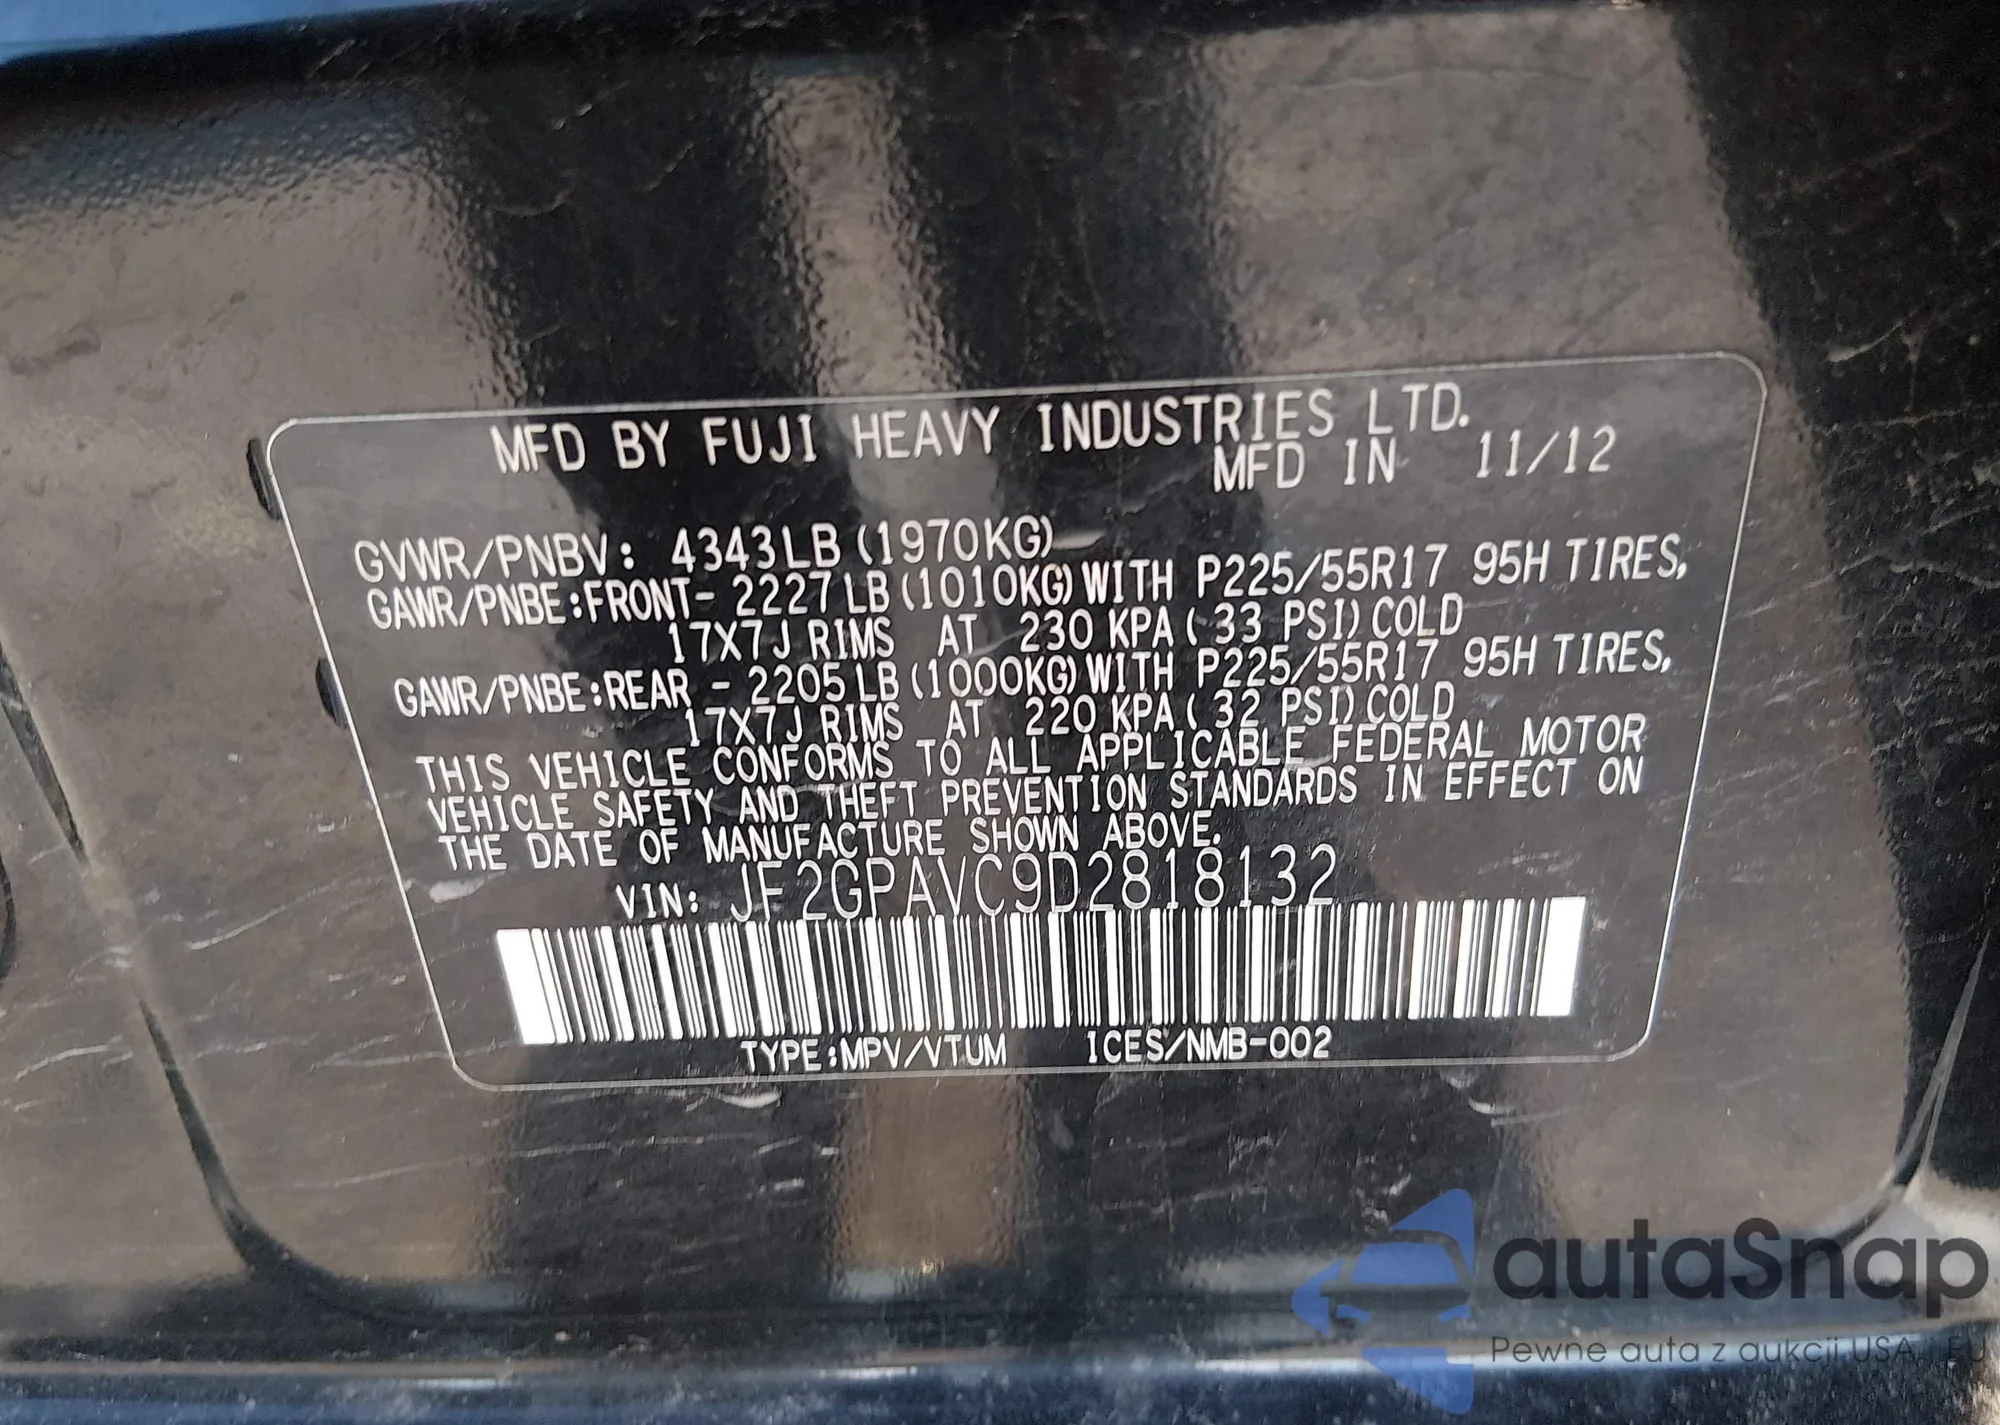 MFD BY FUJI HEAVY INDUSTRIES LTD.
MFD IN 11/12
GVWR/PNBV: 4343LB (1970KG)
GAWR/PNBE:FRONT- 2227LB (1010KG) WITH P225/55R17 95H TIRES,
17X7J RIMS AT 230 KPA ( 33 PSI) COLD
GAWR/PNBE:REAR - 2205LB (1000KG) WITH P225/55R17 95H TIRES,
17X7J RIMS AT 220 KPA ( 32 PSI) COLD
THIS VEHICLE CONFORMS TO ALL APPLICABLE FEDERAL MOTOR
VEHICLE SAFETY AND THEFT PREVENTION STANDARDS IN EFFECT ON
THE DATE OF MANUFACTURE SHOWN ABOVE.
VIN: JF2GPAVC9D2818132
TYPE:MPV/VTUM ICES/NMB-002
autaSnap
Pewne auta z aukcji USA i EU